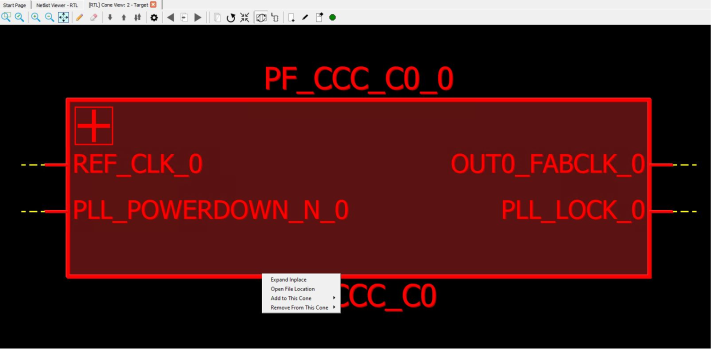 Start Page Netlist Viewer - RTL [RTL] Cone View: 2 - Target
PF_CCC_C0_0
REF_CLK_0 OUT0_FABCLK_0
PLL_POWERDOWN_N_0 PLL_LOCK_0
Expand Inplace
Open File Location
Add to This Cone
Remove From This Cone
CCC_C0